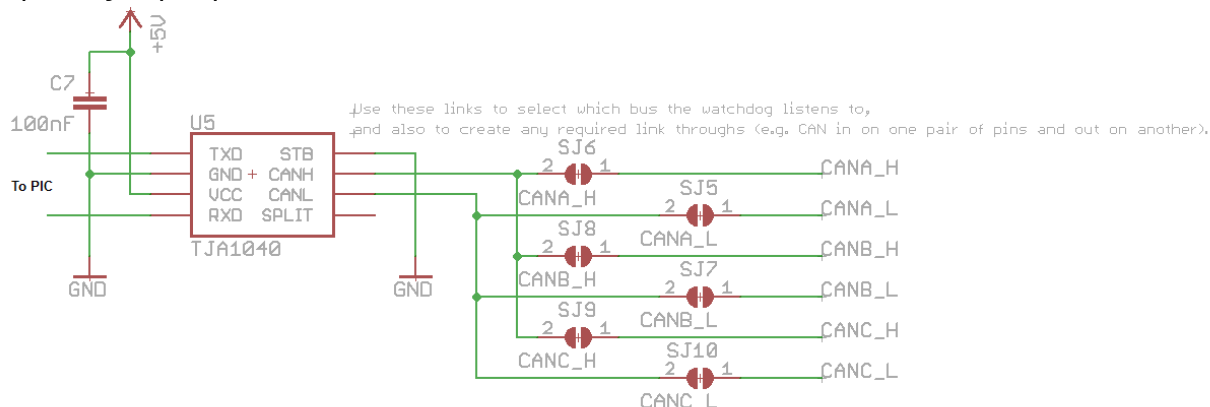 +5V
C7
100nF
Use these links to select which bus the watchdog listens to,
and also to create any required link throughs (e.g. CAN in on one pair of pins and out on another).
U5
TXD STB
GND CANH
VCC CANL
RXD SPLIT
TJA1040
To PIC
GND
GND
SJ6
2 1
CANA_H
CANA_H
SJ5
2 1
CANA_L
CANA_L
SJ8
2 1
CANB_H
CANB_H
SJ7
2 1
CANB_L
CANB_L
SJ9
2 1
CANC_H
CANC_H
SJ10
2 1
CANC_L
CANC_L